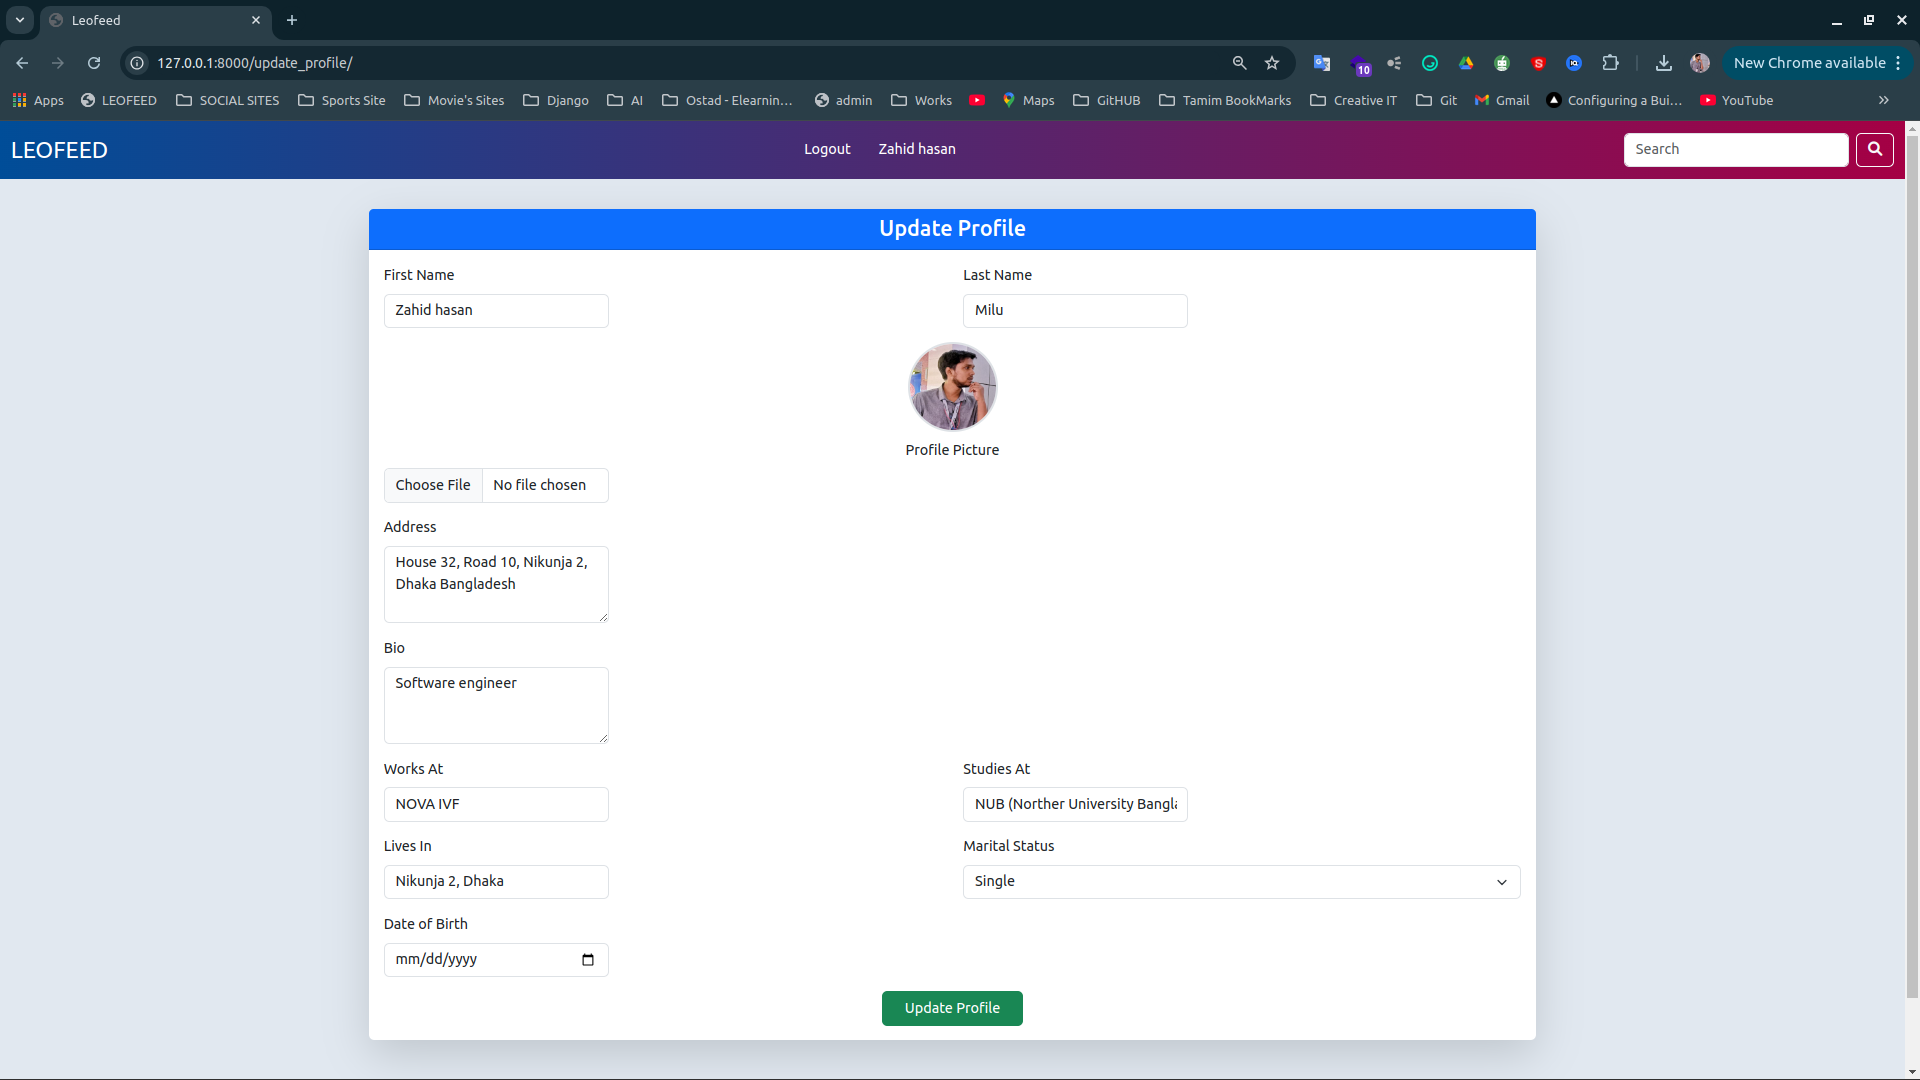 Leofeed
127.0.0.1:8000/update_profile/
10
New Chrome available
Apps
LEOFEED
SOCIAL SITES
Sports Site
Movie's Sites
Django
AI
Ostad - Elearnin...
admin
Works
Maps
GitHUB
Tamim BookMarks
Creative IT
Git
Gmail
Configuring a Bui...
YouTube
LEOFEED
Logout
Zahid hasan
Search
Update Profile
First Name
Last Name
Zahid hasan
Milu
Profile Picture
Choose File
No file chosen
Address
House 32, Road 10, Nikunja 2,
Dhaka Bangladesh
Bio
Software engineer
Works At
Studies At
NOVA IVF
NUB (Norther University Bangla
Lives In
Marital Status
Nikunja 2, Dhaka
Single
Date of Birth
mm/dd/yyyy
Update Profile